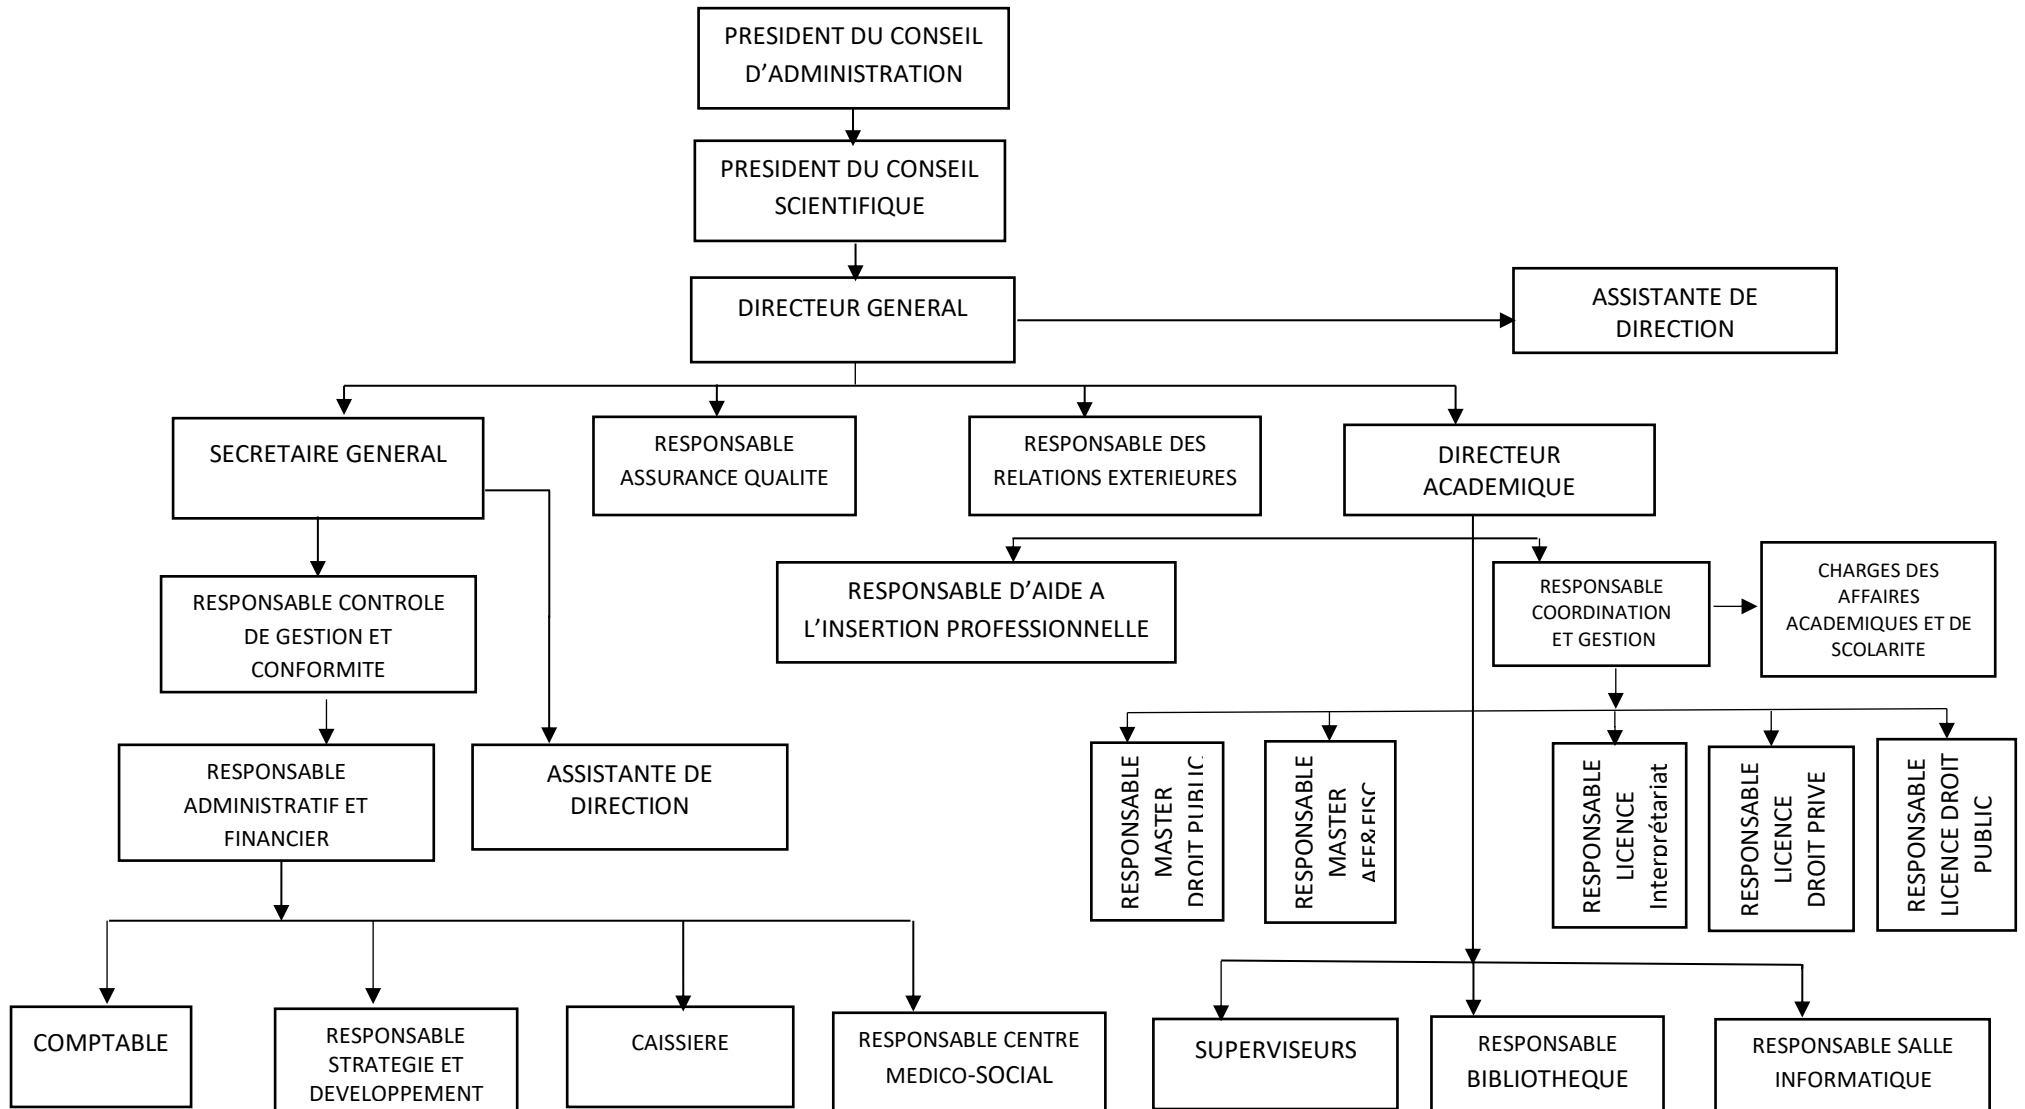 PRESIDENT DU CONSEIL
D’ADMINISTRATION
PRESIDENT DU CONSEIL
SCIENTIFIQUE
DIRECTEUR GENERAL
ASSISTANTE DE
DIRECTION
SECRETAIRE GENERAL
RESPONSABLE
ASSURANCE QUALITE
RESPONSABLE DES
RELATIONS EXTERIEURES
DIRECTEUR
ACADEMIQUE
RESPONSABLE CONTROLE
DE GESTION ET
CONFORMITE
RESPONSABLE D’AIDE A
L’INSERTION PROFESSIONNELLE
RESPONSABLE
COORDINATION
ET GESTION
CHARGES DES
AFFAIRES
ACADEMIQUES ET DE
SCOLARITE
RESPONSABLE
ADMINISTRATIF ET
FINANCIER
ASSISTANTE DE
DIRECTION
RESPONSABLE
MASTER
DROIT PUBLIC
RESPONSABLE
MASTER
AFF&FISC
RESPONSABLE
LICENCE
Interprétariat
RESPONSABLE
LICENCE
DROIT PRIVE
RESPONSABLE
LICENCE DROIT
PUBLIC
COMPTABLE
RESPONSABLE
STRATEGIE ET
DEVELOPPEMENT
CAISSIERE
RESPONSABLE CENTRE
MEDICO-SOCIAL
SUPERVISEURS
RESPONSABLE
BIBLIOTHEQUE
RESPONSABLE SALLE
INFORMATIQUE